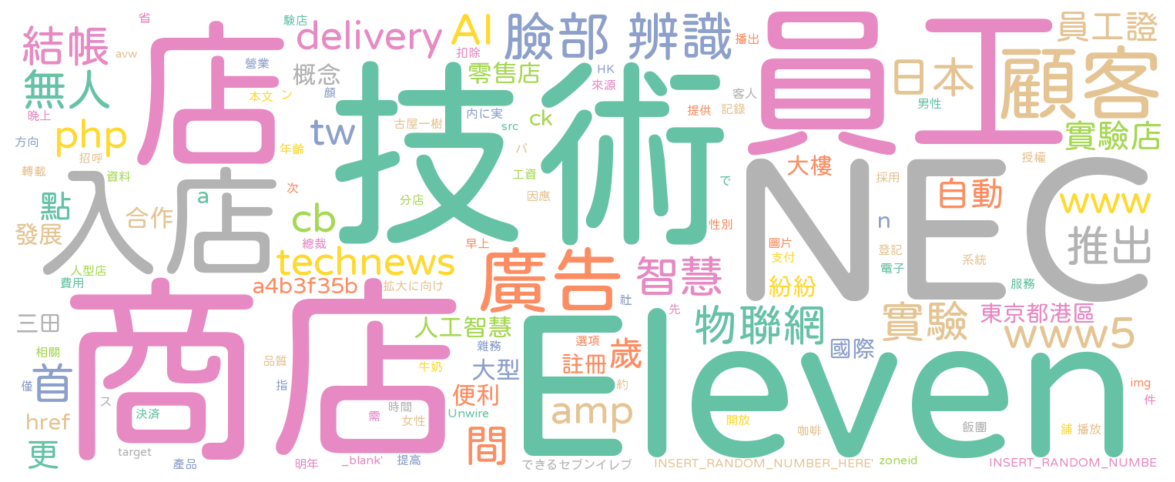 結帳
省
avw
無人
晚上
php
方向
招呼
轉載
資料
店
營業
本文
ン
驗店
delivery
概念
顏
年齡
tw
扣除
AI
零售店
古屋一樹
内に実
src
ck
パ
臉部
辨識
HK
來源
播出
客人
提供
記錄
技術
員工
員工證
日本
男性
顧客
實驗店
授權
入店
a
次
點
發展
合作
cb
總裁
分店
工資
因應
早上
で
性別
大樓
採用
n
自動
登記
電子
系統
服務
www
推出
NEC
圖片
支付
紛紛
人型店
費用
technews
a4b3f35b
拡大に向け
廣告
社
智慧
先
三田
相關
僅
首
href
更
商店
ス
決済
target
產品
品質
指
明年
_blank'
人工智慧
雜務
牛奶
大型
時間
需
女性
提高
便利
Unwire
間
選項
註冊
歲
約
amp
できるセブンイレブ
物聯網
國際
實驗
東京都港區
www5
Eleven
開放
咖啡
飯團
img
件
舖
播放
INSERT_RANDOM_NUMBER_HERE'
zoneid
INSERT_RANDOM_NUMBE